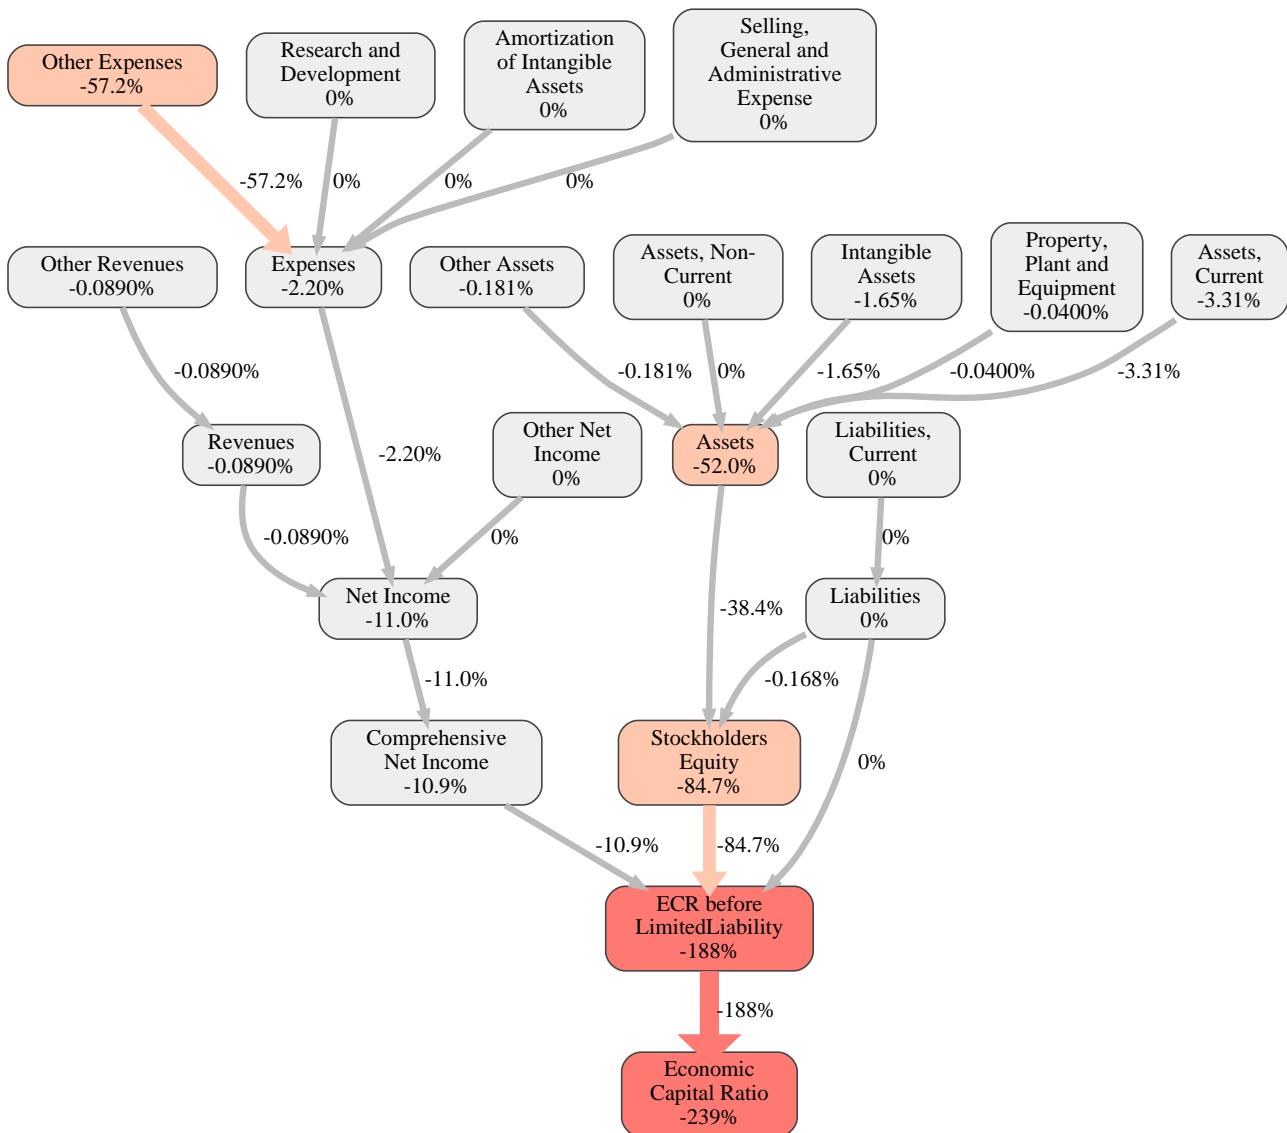 Other Expenses
-57.2%
Research and
Development
0%
Amortization
of Intangible
Assets
0%
Selling,
General and
Administrative
Expense
0%
-57.2%
0%
0%
0%
Other Revenues
-0.0890%
Expenses
-2.20%
Other Assets
-0.181%
Assets, Non-
Current
0%
Intangible
Assets
-1.65%
Property,
Plant and
Equipment
-0.0400%
Assets,
Current
-3.31%
-0.0890%
-0.181%
0%
-1.65%
-0.0400%
-3.31%
Revenues
-0.0890%
-2.20%
Other Net
Income
0%
Assets
-52.0%
Liabilities,
Current
0%
-0.0890%
0%
0%
Net Income
-11.0%
-38.4%
Liabilities
0%
-11.0%
-0.168%
Comprehensive
Net Income
-10.9%
Stockholders
Equity
-84.7%
0%
-10.9%
-84.7%
ECR before
LimitedLiability
-188%
-188%
Economic
Capital Ratio
-239%